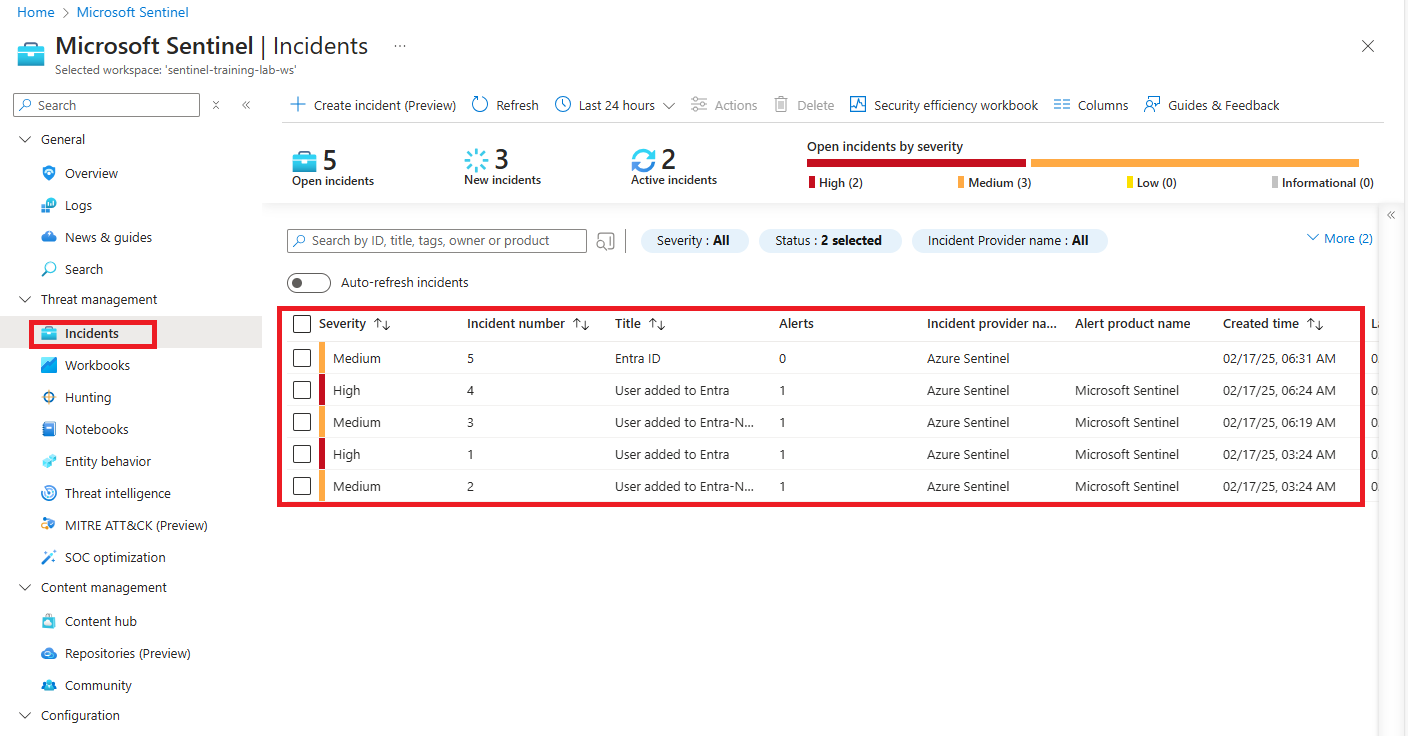 Home > Microsoft Sentinel
Microsoft Sentinel | Incidents ...
Selected workspace: 'sentinel-training-lab-ws'
Search
General
Overview
Logs
News & guides
Search
Threat management
Incidents
Workbooks
Hunting
Notebooks
Entity behavior
Threat intelligence
MITRE ATT&CK (Preview)
SOC optimization
Content management
Content hub
Repositories (Preview)
Community
Configuration
Create incident (Preview) Refresh Last 24 hours Actions Delete Security efficiency workbook Columns Guides & Feedback
5 Open incidents
3 New incidents
2 Active incidents
Open incidents by severity
High (2) Medium (3) Low (0) Informational (0)
Search by ID, title, tags, owner or product Severity : All Status : 2 selected Incident Provider name : All More (2)
Auto-refresh incidents
Severity Incident number Title Alerts Incident provider na... Alert product name Created time
Medium 5 Entra ID 0 Azure Sentinel 02/17/25, 06:31 AM
High 4 User added to Entra 1 Azure Sentinel Microsoft Sentinel 02/17/25, 06:24 AM
Medium 3 User added to Entra-N... 1 Azure Sentinel Microsoft Sentinel 02/17/25, 06:19 AM
High 1 User added to Entra 1 Azure Sentinel Microsoft Sentinel 02/17/25, 03:24 AM
Medium 2 User added to Entra-N... 1 Azure Sentinel Microsoft Sentinel 02/17/25, 03:24 AM